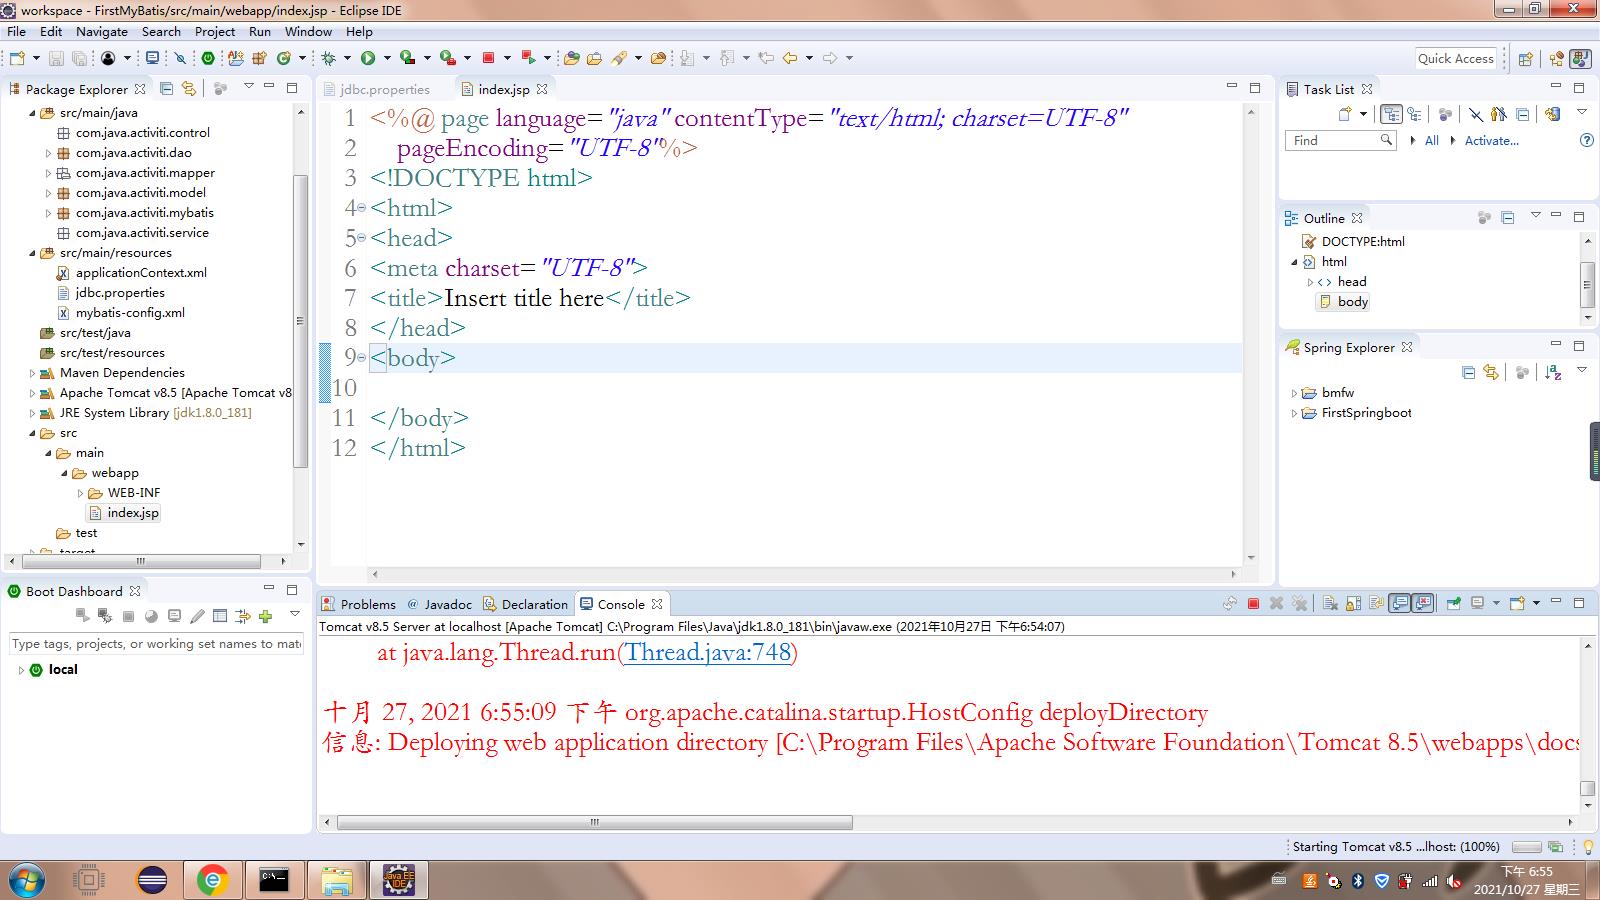 workspace - FirstMyBatis/src/main/webapp/index.jsp - Eclipse IDE
File Edit Navigate Search Project Run Window Help
Quick Access
Package Explorer
src/main/java
com.java.activiti.control
com.java.activiti.dao
com.java.activiti.mapper
com.java.activiti.model
com.java.activiti.mybatis
com.java.activiti.service
src/main/resources
applicationContext.xml
jdbc.properties
mybatis-config.xml
src/test/java
src/test/resources
Maven Dependencies
Apache Tomcat v8.5 [Apache Tomcat v8
JRE System Library [jdk1.8.0_181]
src
main
webapp
WEB-INF
index.jsp
test
target
Boot Dashboard
Type tags, projects, or working set names to mat
local
jdbc.properties
index.jsp
1 <%@ page language="java" contentType="text/html; charset=UTF-8"
2 pageEncoding="UTF-8"%>
3 <!DOCTYPE html>
4 <html>
5 <head>
6 <meta charset="UTF-8">
7 <title>Insert title here</title>
8 </head>
9 <body>
10
11 </body>
12 </html>
Problems @ Javadoc Declaration Console
Tomcat v8.5 Server at localhost [Apache Tomcat] C:\Program Files\Java\jdk1.8.0_181\bin\javaw.exe (2021年10月27日 下午6:54:07)
at java.lang.Thread.run(Thread.java:748)
十月 27, 2021 6:55:09 下午 org.apache.catalina.startup.HostConfig deployDirectory
信息: Deploying web application directory [C:\Program Files\Apache Software Foundation\Tomcat 8.5\webapps\docs
Task List
Find
All
Activate...
Outline
DOCTYPE:html
html
head
body
Spring Explorer
bmfw
FirstSpringboot
Starting Tomcat v8.5 ...lhost: (100%)
Java EE
IDE
下午 6:55
2021/10/27 星期三